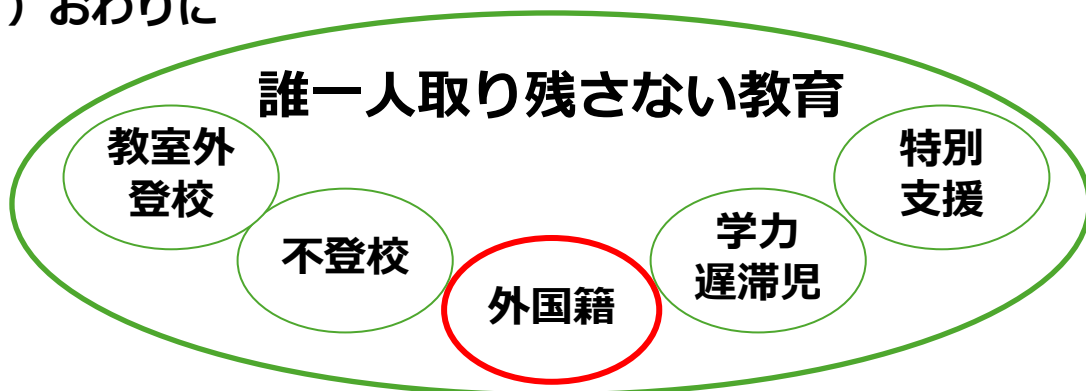 ）おわりに
誰一人取り残さない教育
教室外
登校
不登校
外国籍
学力
遅滞児
特別
支援